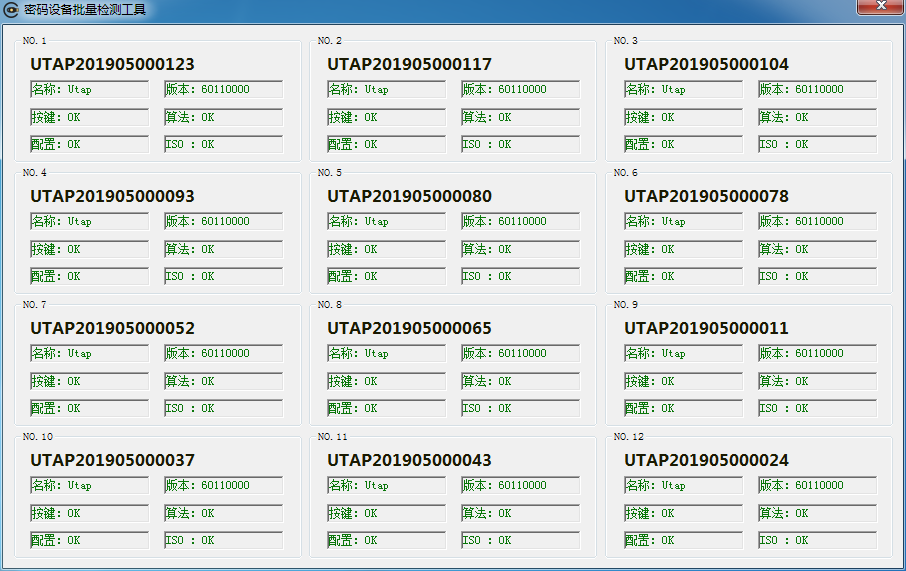 密码设备批量检测工具
NO. 1 NO. 2 NO. 3
UTAP201905000123 UTAP201905000117 UTAP201905000104
名称: Utap 版本: 60110000 名称: Utap 版本: 60110000 名称: Utap 版本: 60110000
按键: OK 算法: OK 按键: OK 算法: OK 按键: OK 算法: OK
配置: OK ISO : OK 配置: OK ISO : OK 配置: OK ISO : OK
NO. 4 NO. 5 NO. 6
UTAP201905000093 UTAP201905000080 UTAP201905000078
名称: Utap 版本: 60110000 名称: Utap 版本: 60110000 名称: Utap 版本: 60110000
按键: OK 算法: OK 按键: OK 算法: OK 按键: OK 算法: OK
配置: OK ISO : OK 配置: OK ISO : OK 配置: OK ISO : OK
NO. 7 NO. 8 NO. 9
UTAP201905000052 UTAP201905000065 UTAP201905000011
名称: Utap 版本: 60110000 名称: Utap 版本: 60110000 名称: Utap 版本: 60110000
按键: OK 算法: OK 按键: OK 算法: OK 按键: OK 算法: OK
配置: OK ISO : OK 配置: OK ISO : OK 配置: OK ISO : OK
NO. 10 NO. 11 NO. 12
UTAP201905000037 UTAP201905000043 UTAP201905000024
名称: Utap 版本: 60110000 名称: Utap 版本: 60110000 名称: Utap 版本: 60110000
按键: OK 算法: OK 按键: OK 算法: OK 按键: OK 算法: OK
配置: OK ISO : OK 配置: OK ISO : OK 配置: OK ISO : OK